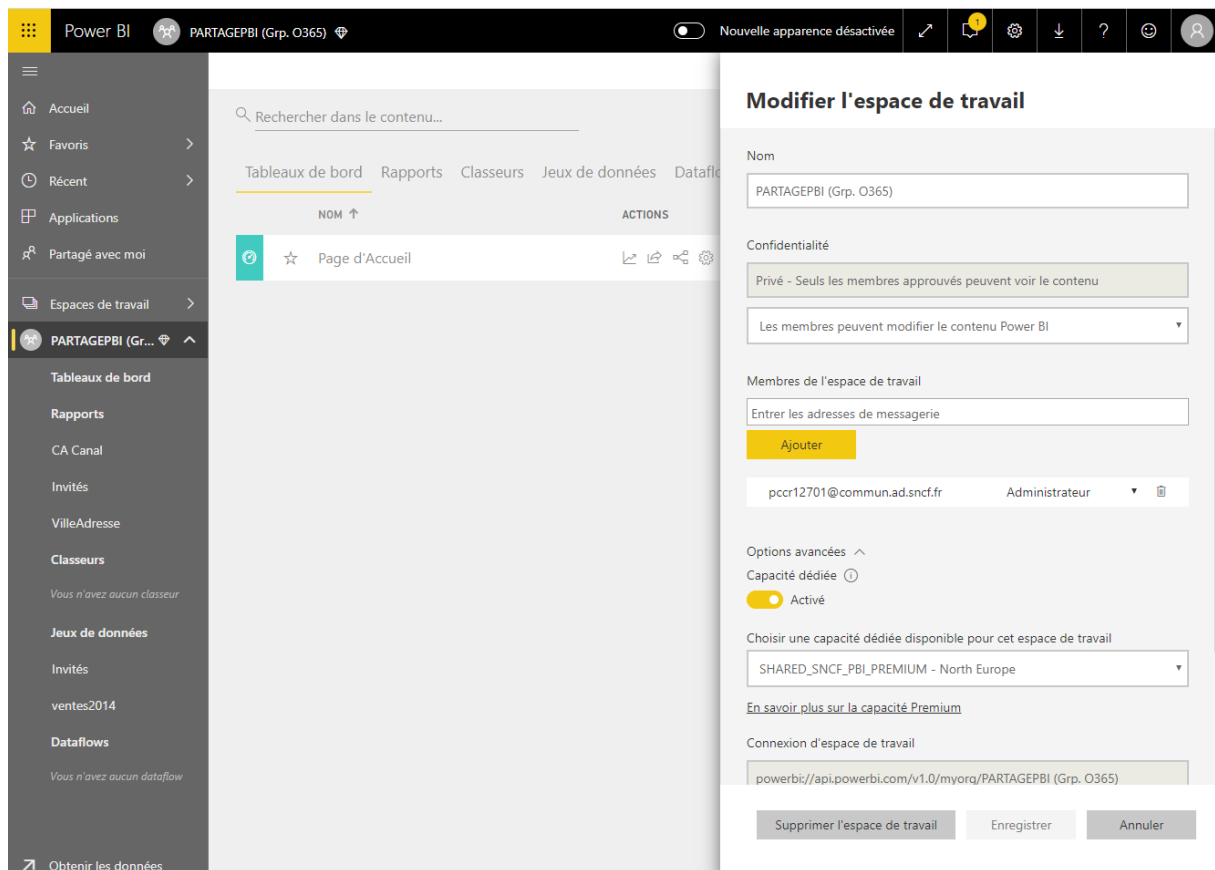 Power BI PARTAGEPBI (Grp. O365) Nouvelle apparence désactivée 1 ?
Accueil
Favoris
Récent
Applications
Partagé avec moi
Espaces de travail
PARTAGEPBI (Gr...
Tableaux de bord
Rapports
CA Canal
Invités
VilleAdresse
Classeurs
Vous n'avez aucun classeur
Jeux de données
Invités
ventes2014
Dataflows
Vous n'avez aucun dataflow
Obtenir les données
Rechercher dans le contenu...
Tableaux de bord Rapports Classeurs Jeux de données Dataflo
NOM ACTIONS
Page d'Accueil
Modifier l'espace de travail
Nom
PARTAGEPBI (Grp. O365)
Confidentialité
Privé - Seuls les membres approuvés peuvent voir le contenu
Les membres peuvent modifier le contenu Power BI
Membres de l'espace de travail
Entrer les adresses de messagerie
Ajouter
pccr12701@commun.ad.sncf.fr Administrateur
Options avancées
Capacité dédiée
Activé
Choisir une capacité dédiée disponible pour cet espace de travail
SHARED_SNCF_PBI_PREMIUM - North Europe
En savoir plus sur la capacité Premium
Connexion d'espace de travail
powerbi://api.powerbi.com/v1.0/myorg/PARTAGEPBI (Grp. O365)
Supprimer l'espace de travail Enregistrer Annuler